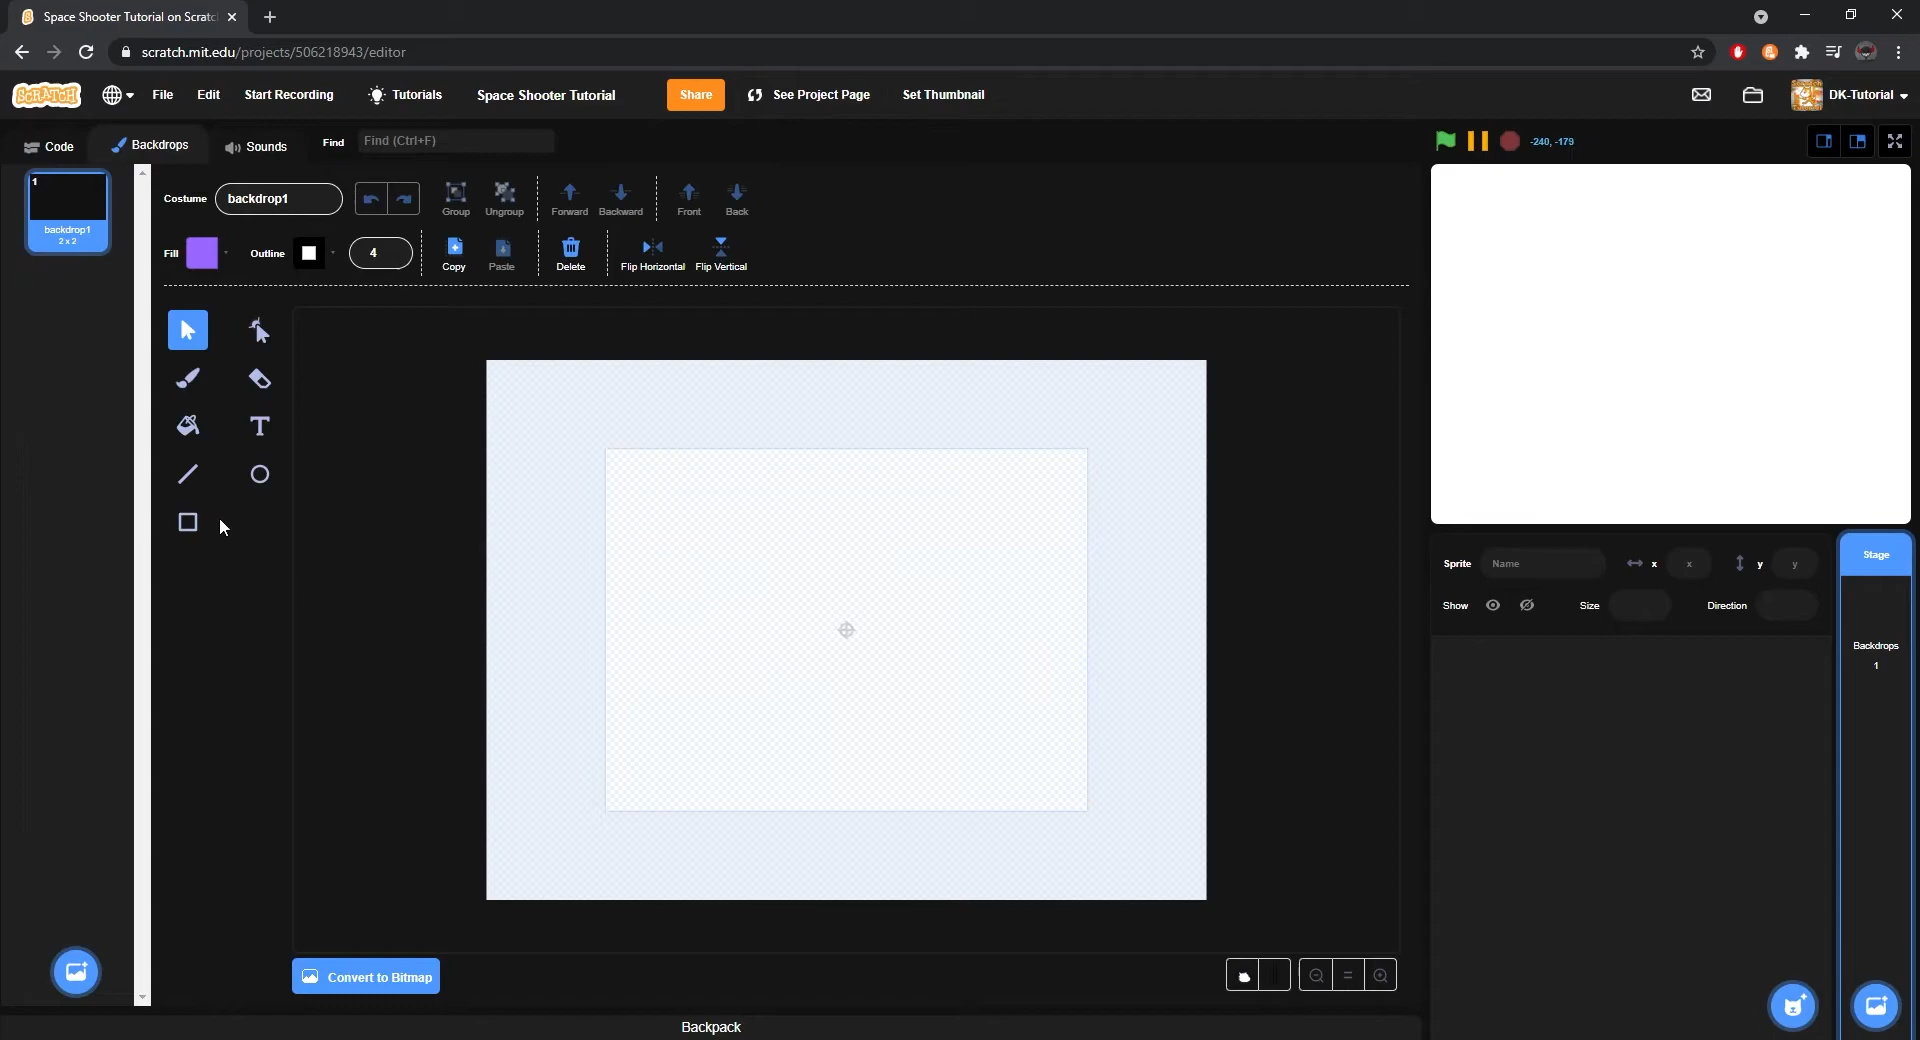 Space Shooter Tutorial on Scratc
scratch.mit.edu/projects/506218943/editor
SCRATCH
File
Edit
Start Recording
Tutorials
Space Shooter Tutorial
Share
See Project Page
Set Thumbnail
DK-Tutorial
Code
Backdrops
Sounds
Find
Find (Ctrl+F)
-240, -179
1
backdrop1
2 x 2
Costume
backdrop1
Group
Ungroup
Forward
Backward
Front
Back
Fill
Outline
4
Copy
Paste
Delete
Flip Horizontal
Flip Vertical
T
Sprite
Name
x
x
y
y
Show
Size
Direction
Stage
Backdrops
1
Convert to Bitmap
Backpack